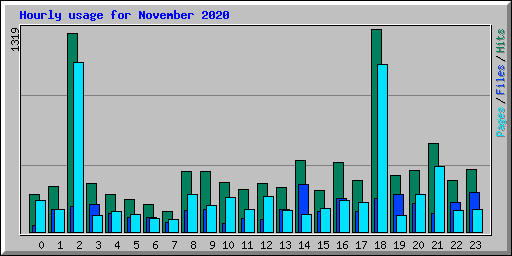 Hourly usage for November 2020
1319
Pages/Files/Hits
0 1 2 3 4 5 6 7 8 9 10 11 12 13 14 15 16 17 18 19 20 21 22 23